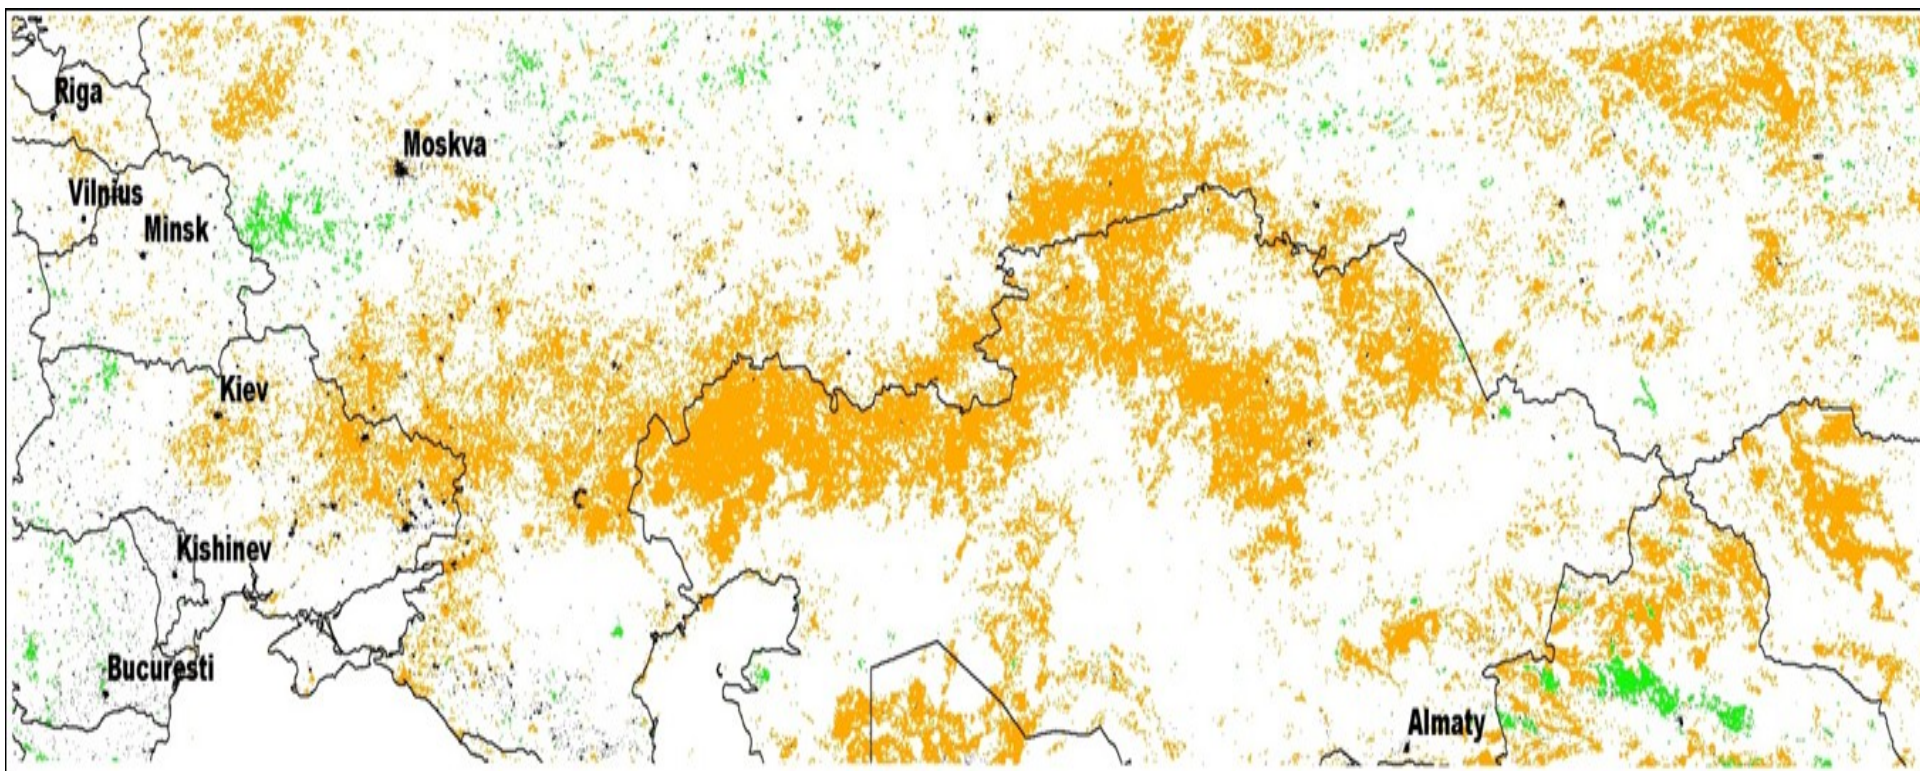 Riga
Moskva
Vilnius
Minsk
Kiev
Kishinev
Bucuresti
Almaty